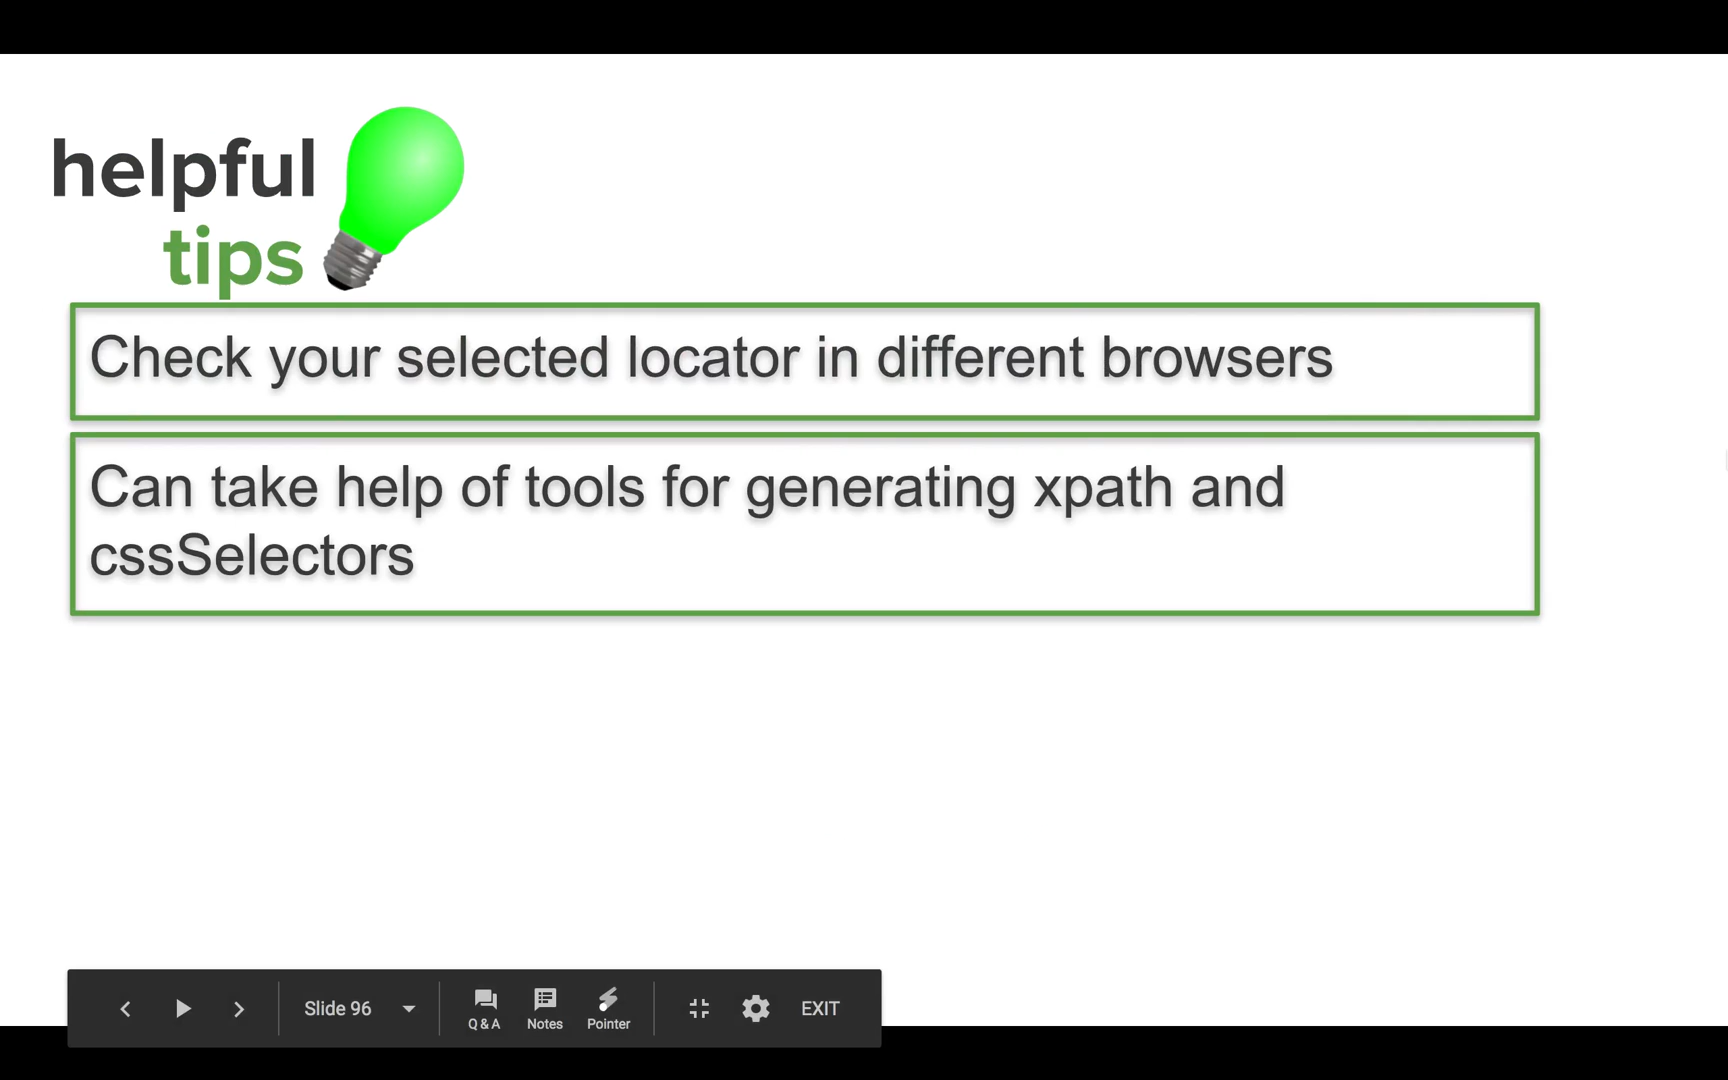 helpful
tips
Check your selected locator in different browsers
Can take help of tools for generating xpath and
cssSelectors
Slide 96
Q & A
Notes
Pointer
EXIT